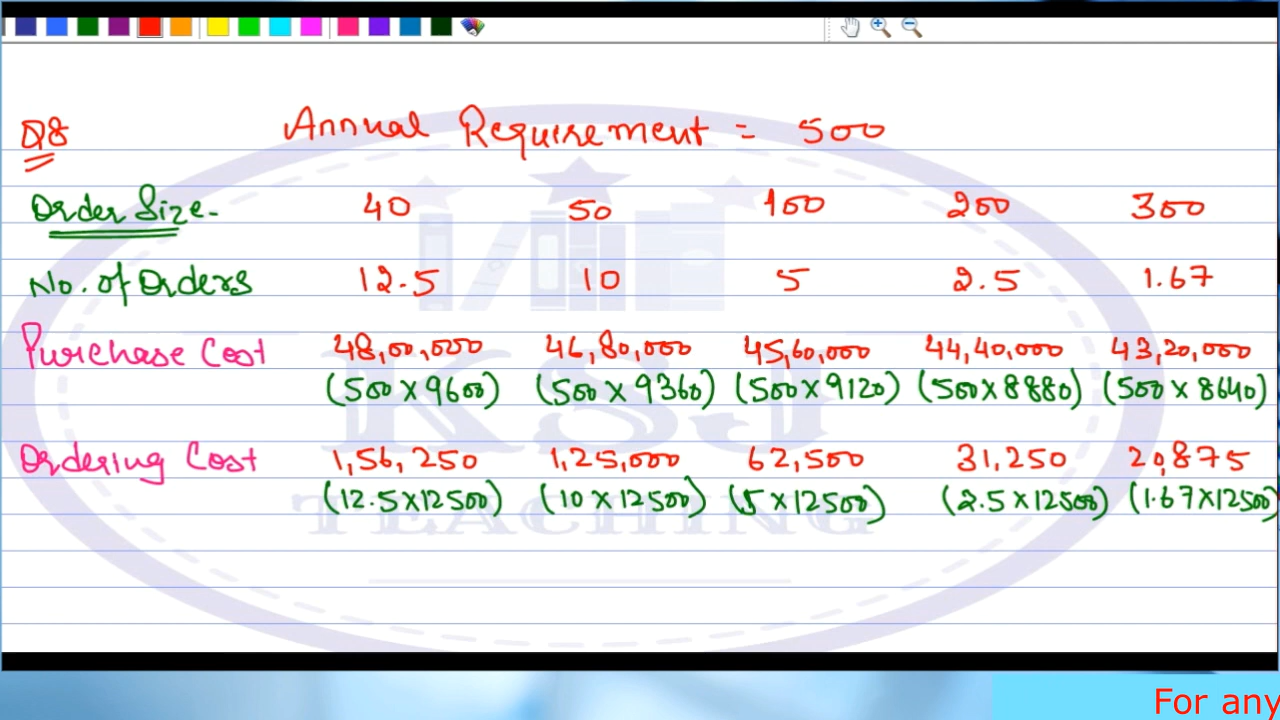 Q8 Annual Requirement = 500
Order Size- 40 50 100 200 300
No. of Orders 12.5 10 5 2.5 1.67
Purchase Cost 48,00,000 46,80,000 45,60,000 44,40,000 43,20,000
(500 X 9600) (500 X 9360) (500 X 9120) (500 X 8880) (500 X 8640)
Ordering Cost 1,56,250 1,25,000 62,500 31,250 20,875
(12.5 X 12500) (10 X 12500) (5 X 12500) (2.5 X 12500) (1.67 X 12500)
KSJ
TEACHING
For any